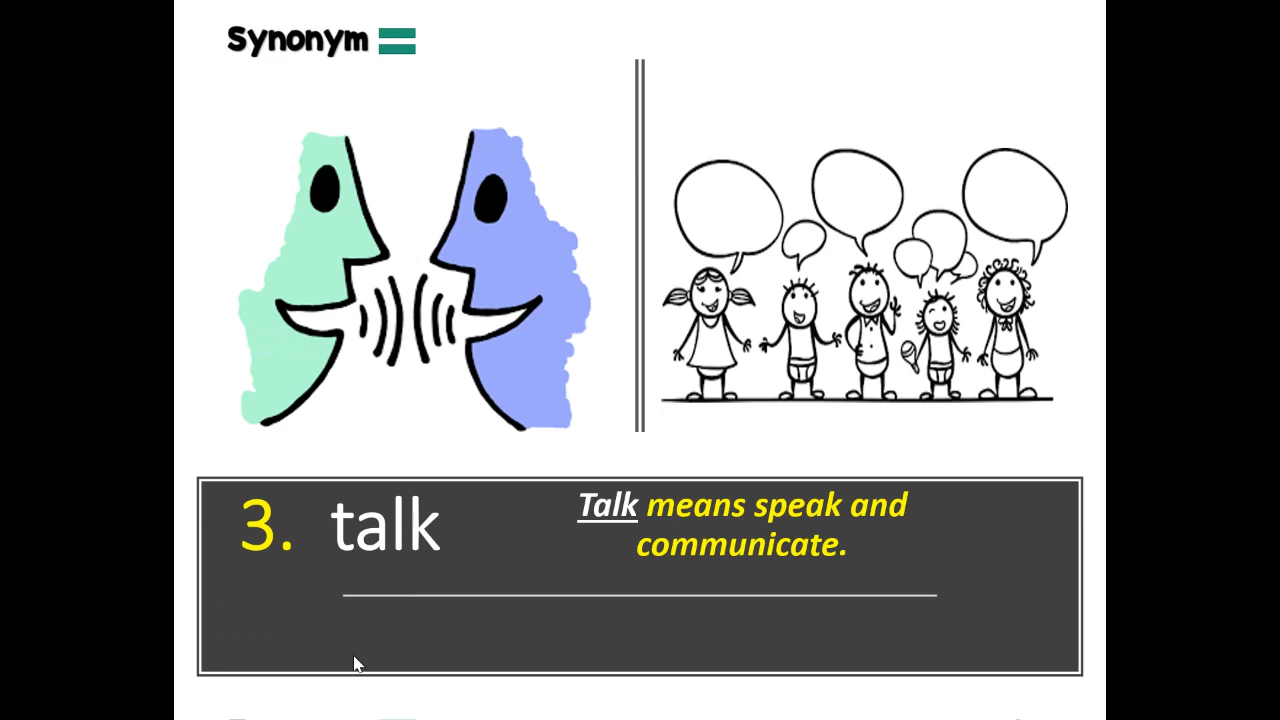 Synonym
3. talk
Talk means speak and
communicate.